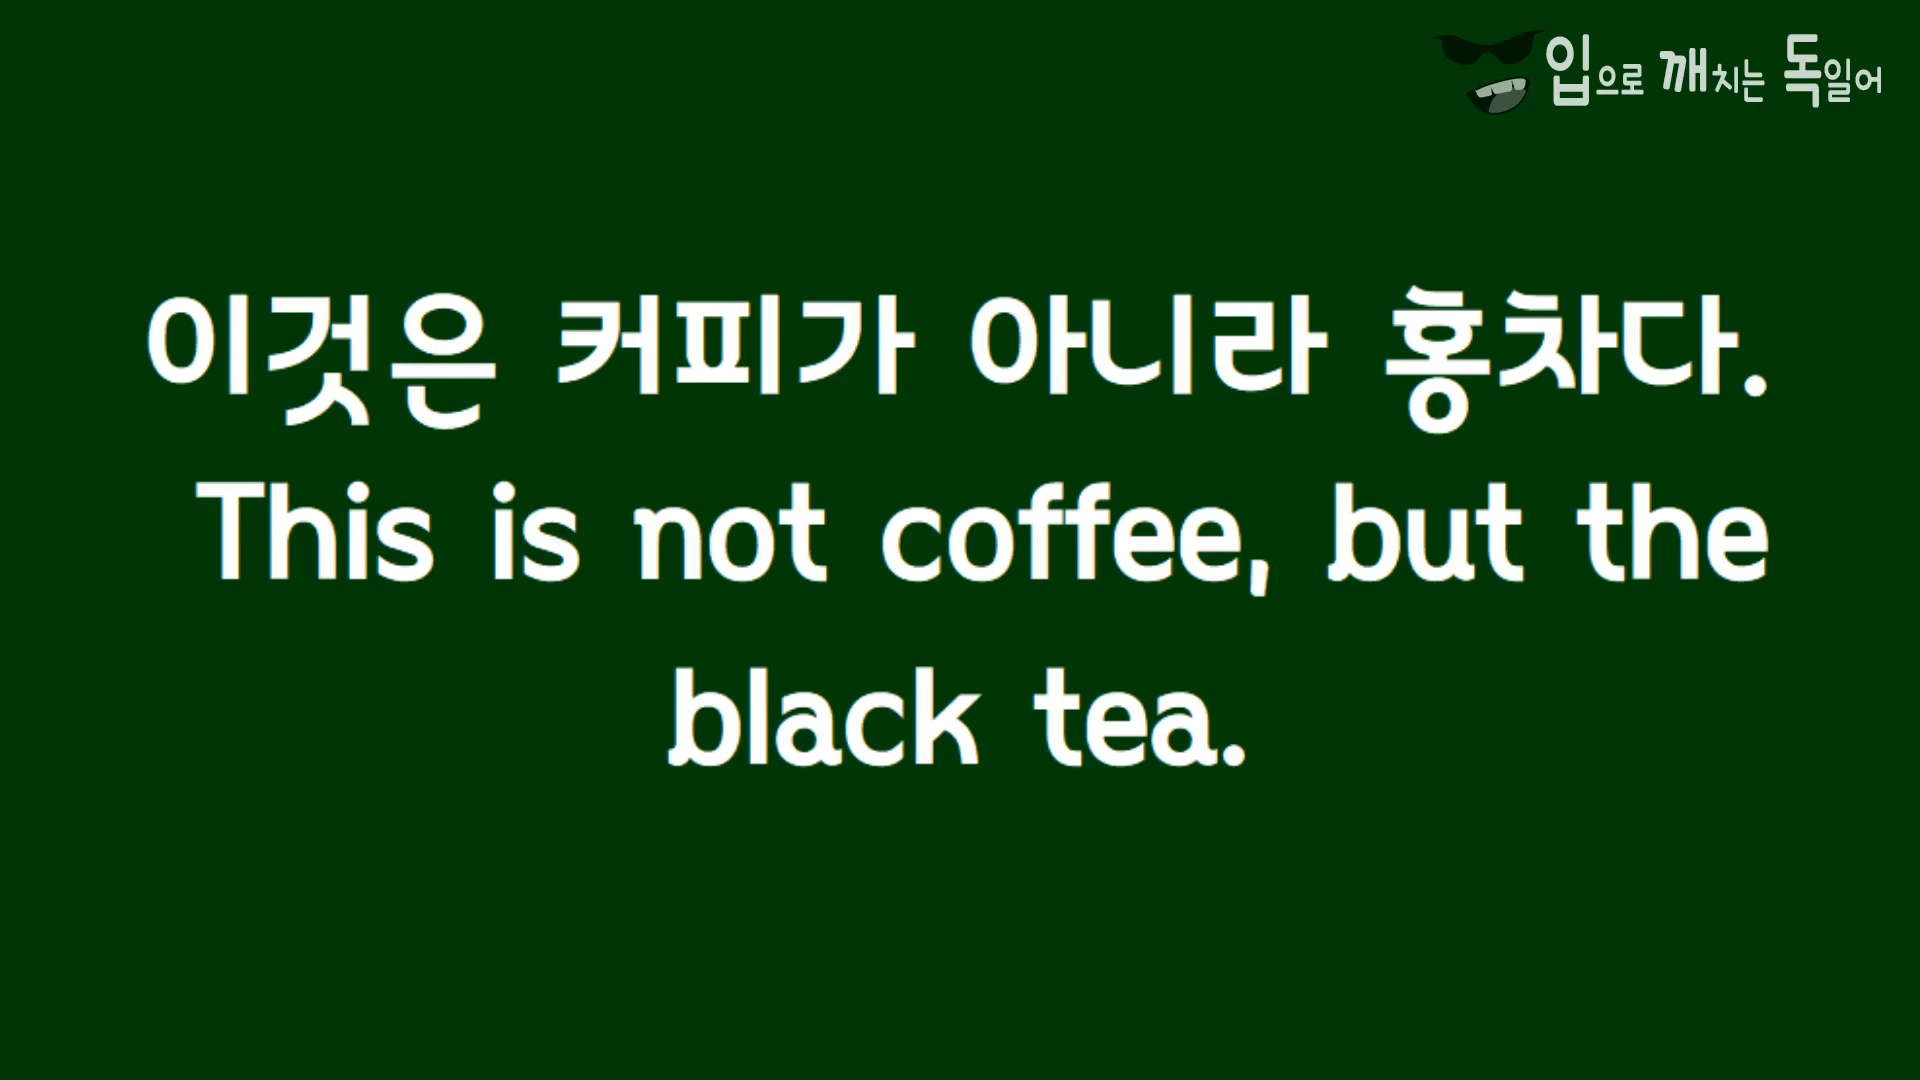 입으로 깨치는 독일어
이것은 커피가 아니라 홍차다.
This is not coffee, but the
black tea.